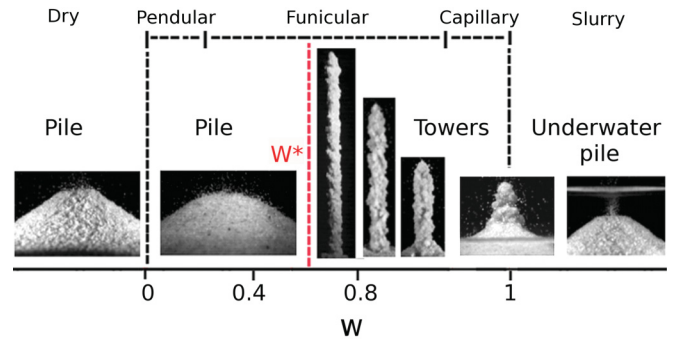 Dry Pendular Funicular Capillary Slurry
Pile Pile Towers Underwater
pile
W*
0 0.4 0.8 1
W